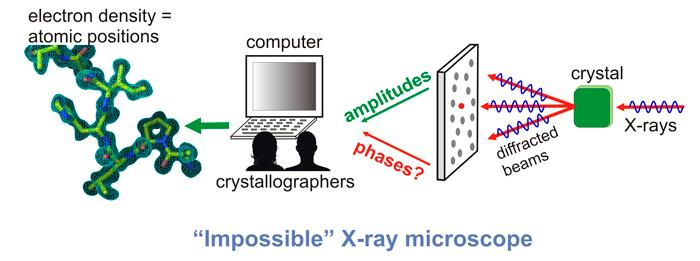 electron density =
atomic positions
computer
crystallographers
amplitudes
phases?
diffracted
beams
crystal
X-rays
“Impossible” X-ray microscope